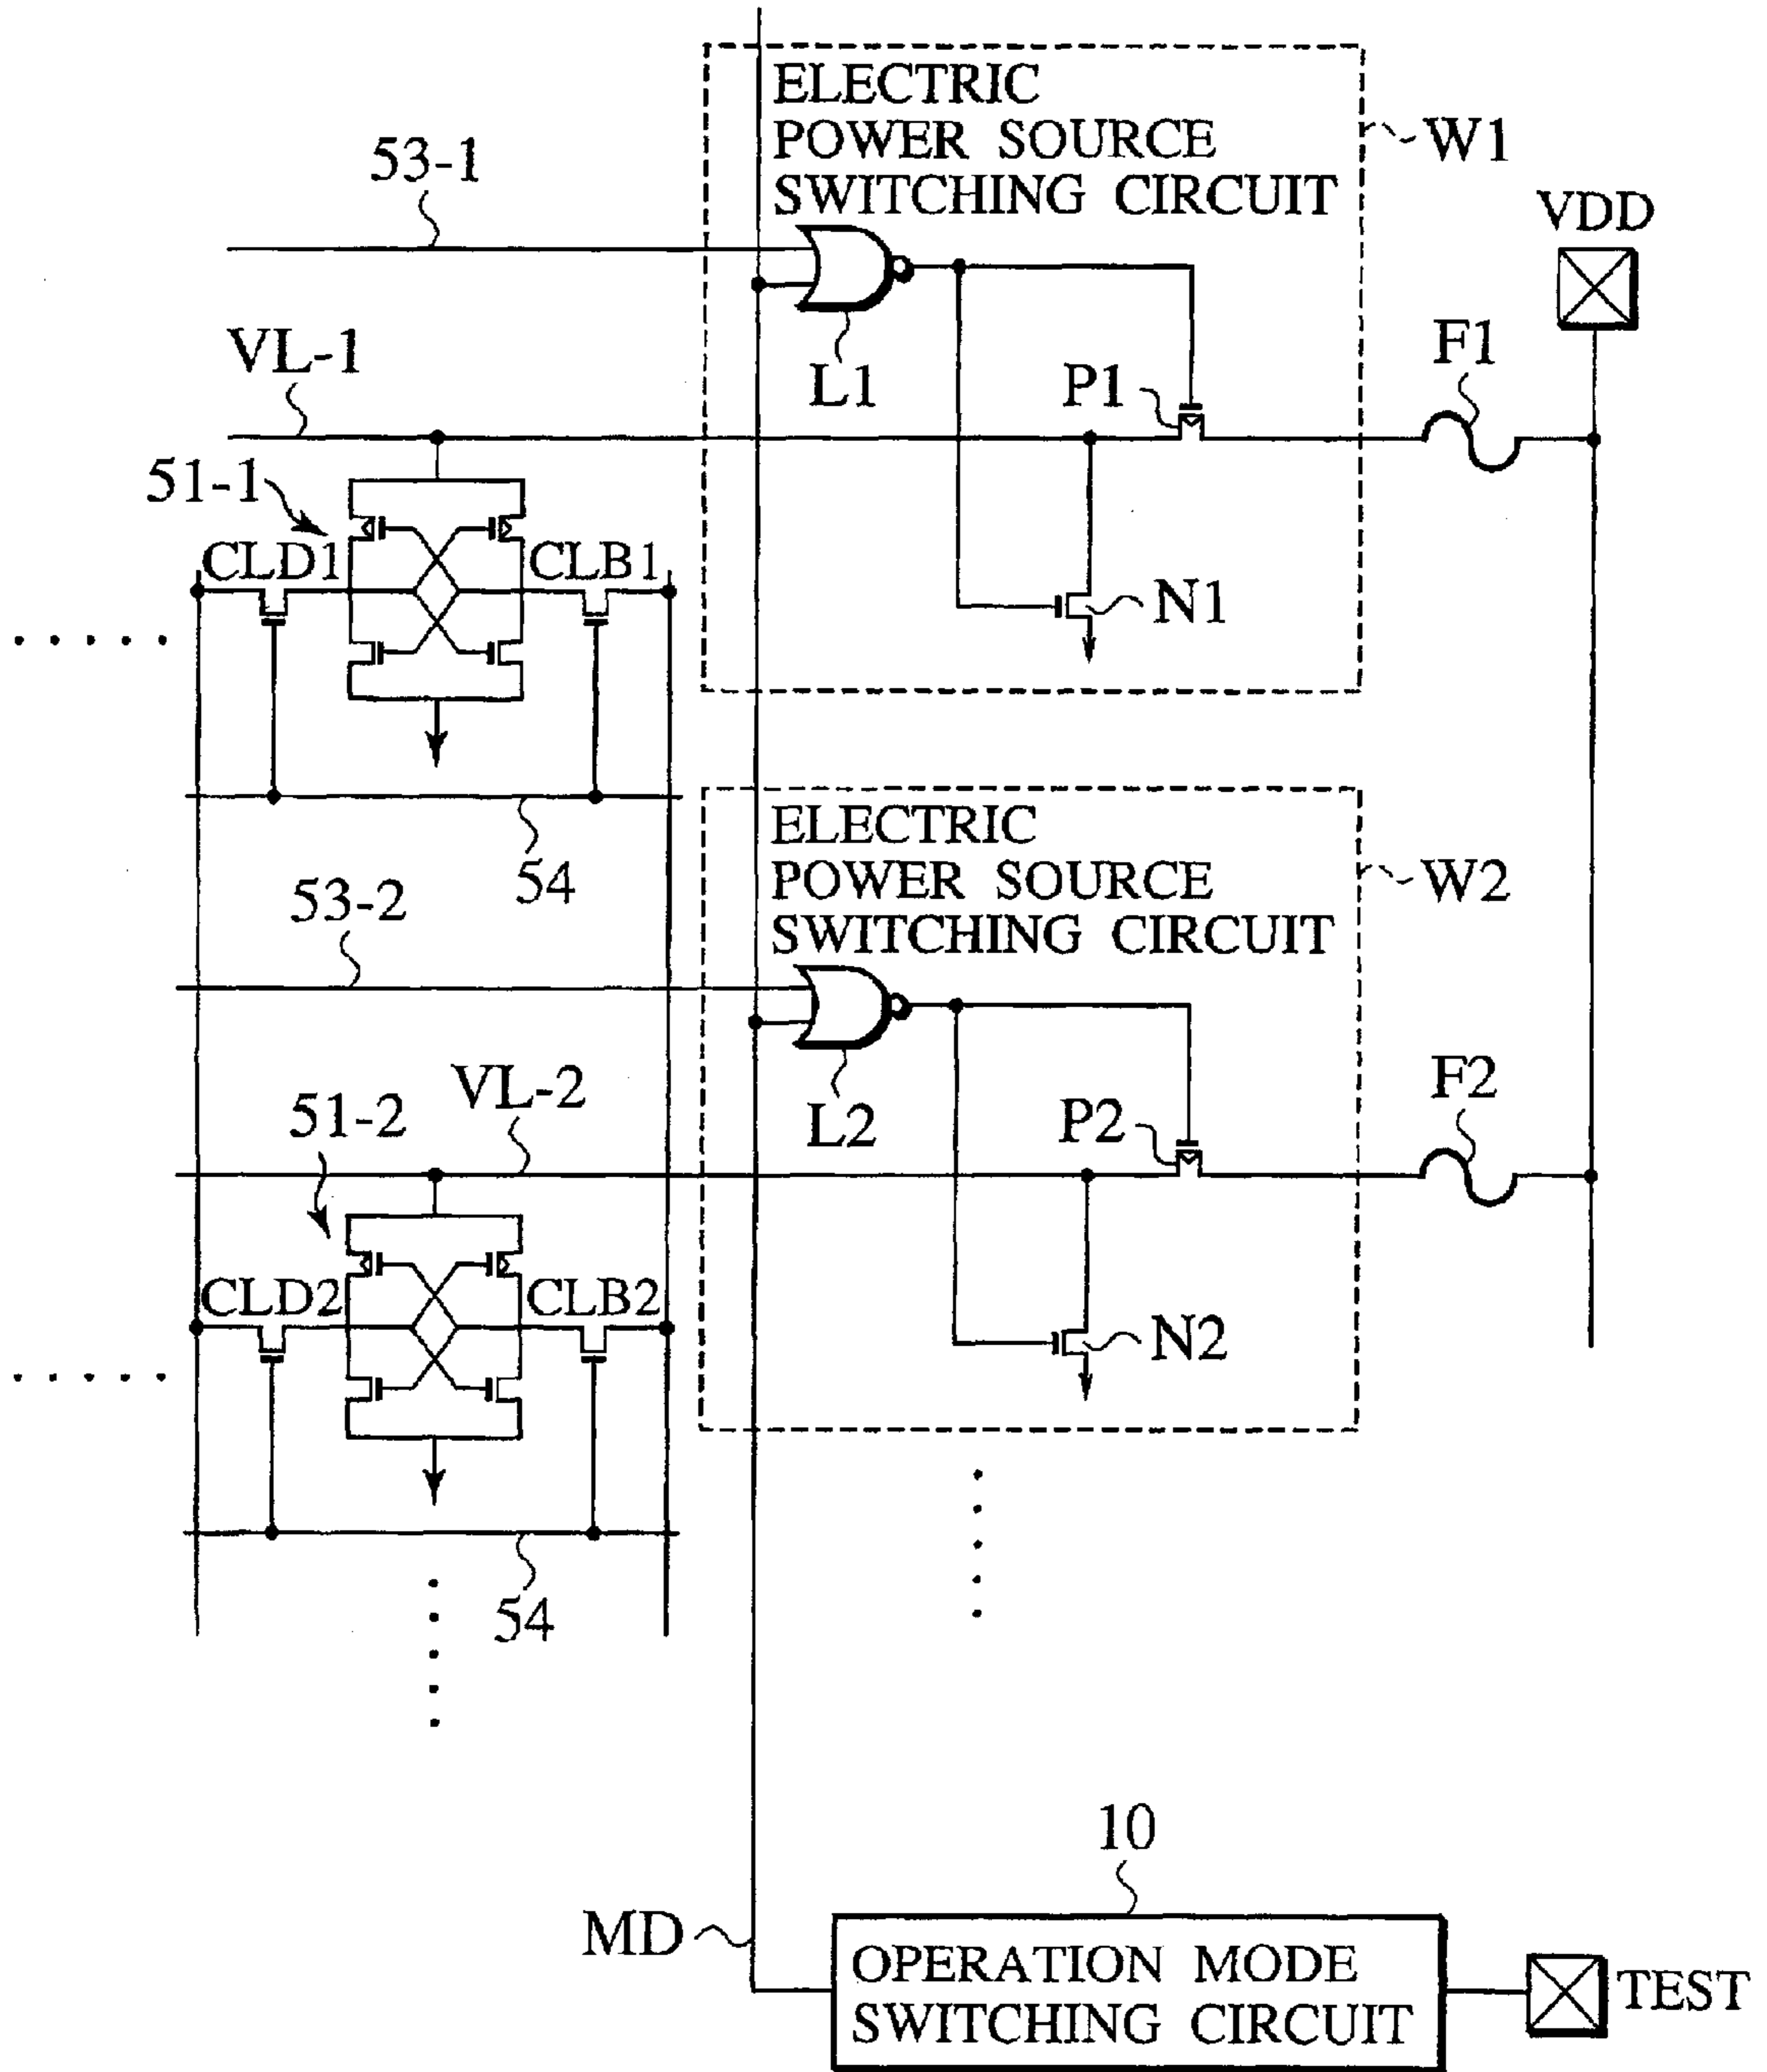 ELECTRIC
POWER SOURCE
SWITCHING CIRCUIT
W1
53-1
VDD
L1
VL-1
P1
F1
51-1
CLD1
CLB1
N1
54
ELECTRIC
POWER SOURCE
SWITCHING CIRCUIT
W2
53-2
L2
VL-2
P2
F2
51-2
CLD2
CLB2
N2
54
10
MD
OPERATION MODE
SWITCHING CIRCUIT
TEST